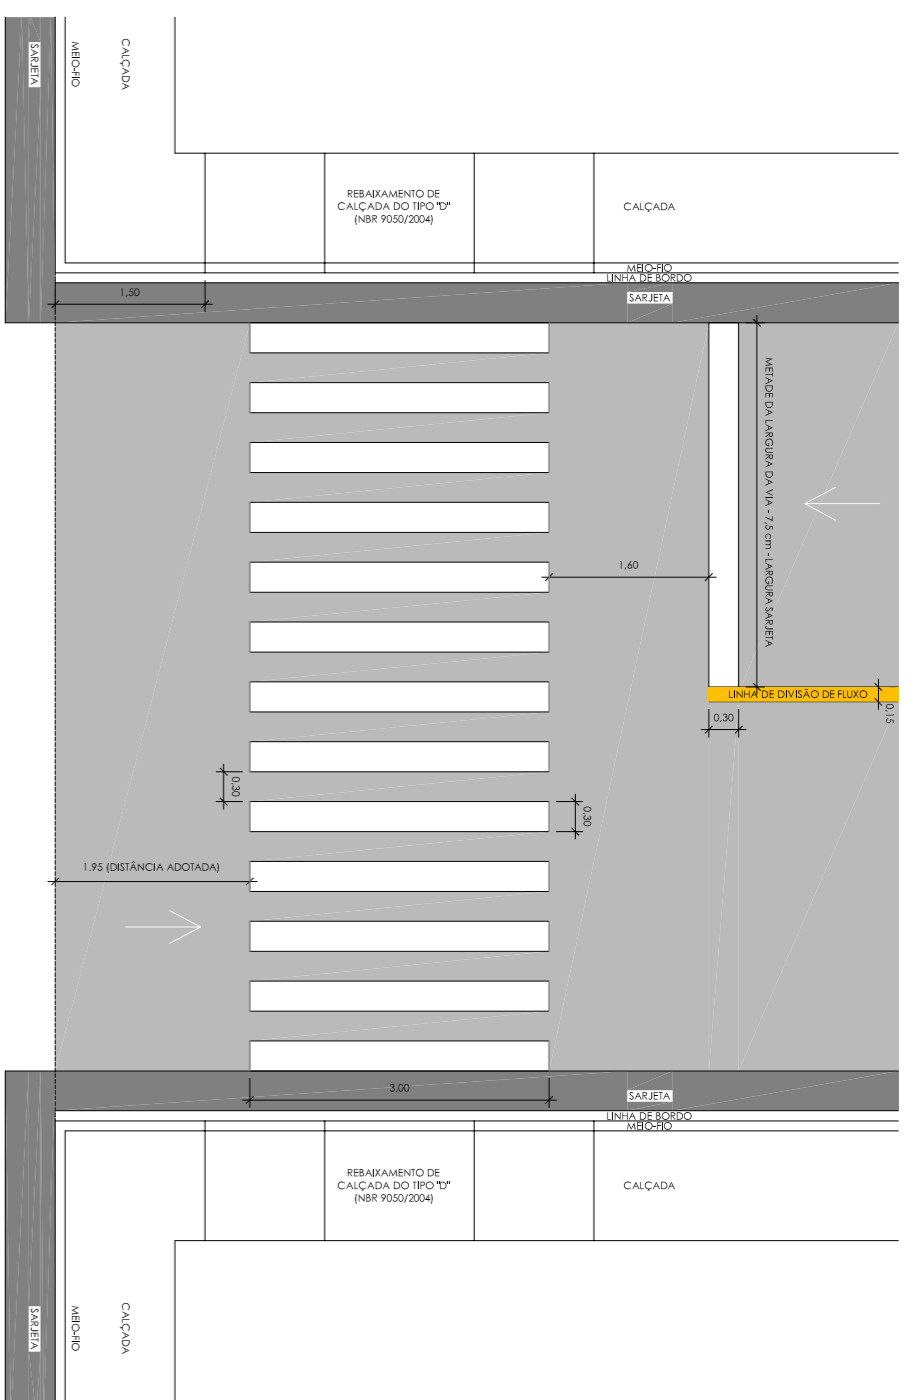 SARJETA
MEIO-FIO
CALÇADA
REBAIXAMENTO DE
CALÇADA DO TIPO "D"
(NBR 9050/2004)
CALÇADA
MEIO-FIO
LINHA DE BORDO
SARJETA
1,50
METADE DA LARGURA DA VIA - 7,5 cm - LARGURA SARJETA
1,60
LINHA DE DIVISÃO DE FLUXO
0,15
0,30
0,30
0,30
1.95 (DISTÂNCIA ADOTADA)
3,00
SARJETA
LINHA DE BORDO
MEIO-FIO
REBAIXAMENTO DE
CALÇADA DO TIPO "D"
(NBR 9050/2004)
CALÇADA
SARJETA
MEIO-FIO
CALÇADA